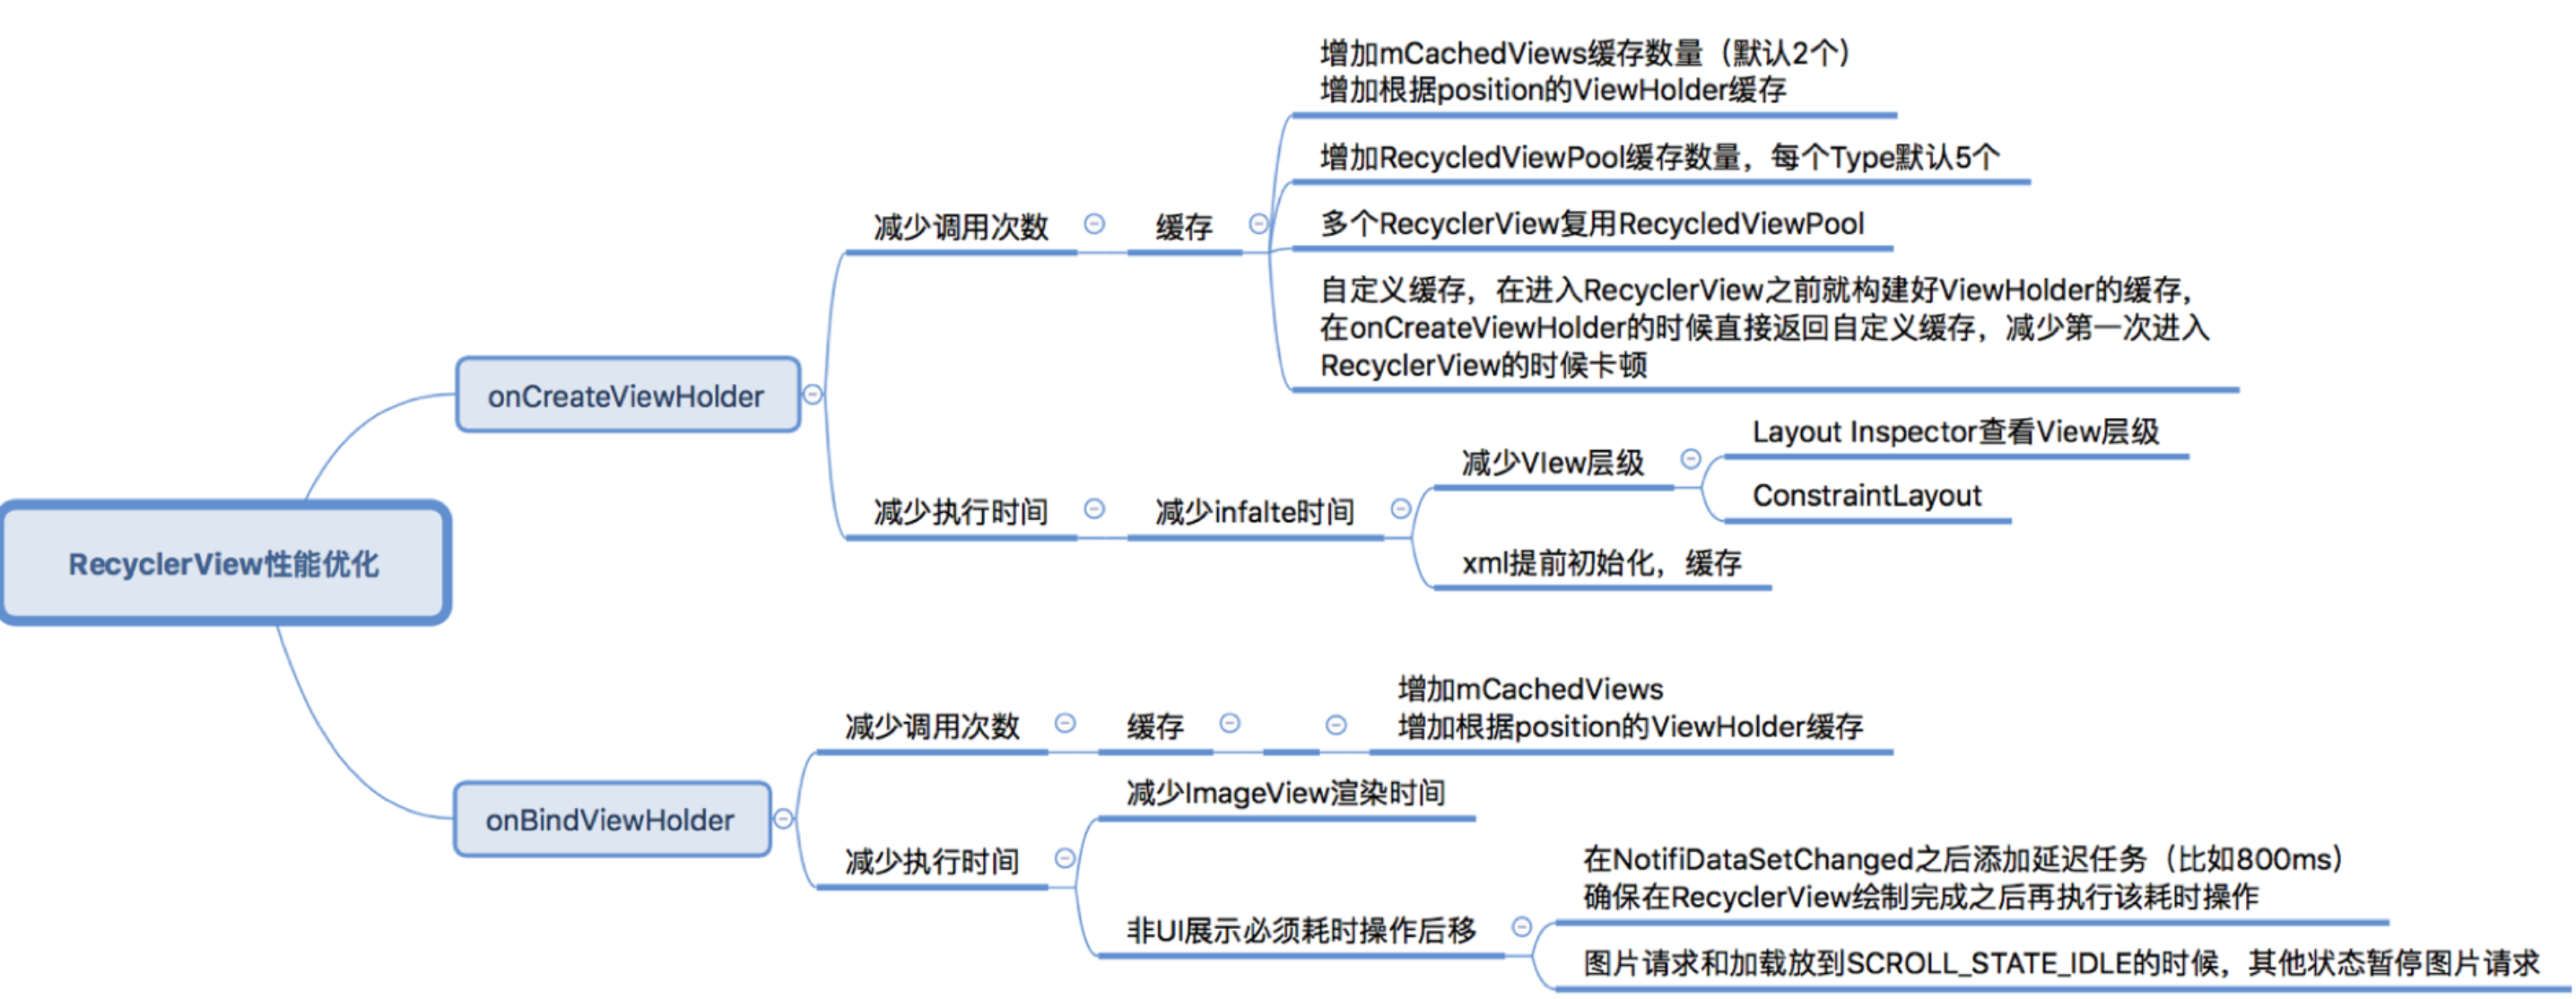 增加mCachedViews缓存数量（默认2个）
增加根据position的ViewHolder缓存
增加RecycledViewPool缓存数量，每个Type默认5个
减少调用次数
缓存
多个RecyclerView复用RecycledViewPool
自定义缓存，在进入RecyclerView之前就构建好ViewHolder的缓存，
在onCreateViewHolder的时候直接返回自定义缓存，减少第一次进入
RecyclerView的时候卡顿
onCreateViewHolder
Layout Inspector查看View层级
减少VIew层级
ConstraintLayout
减少执行时间
减少infalte时间
xml提前初始化，缓存
RecyclerView性能优化
增加mCachedViews
增加根据position的ViewHolder缓存
减少调用次数
缓存
减少ImageView渲染时间
onBindViewHolder
减少执行时间
在NotifiDataSetChanged之后添加延迟任务（比如800ms）
确保在RecyclerView绘制完成之后再执行该耗时操作
非UI展示必须耗时操作后移
图片请求和加载放到SCROLL_STATE_IDLE的时候，其他状态暂停图片请求